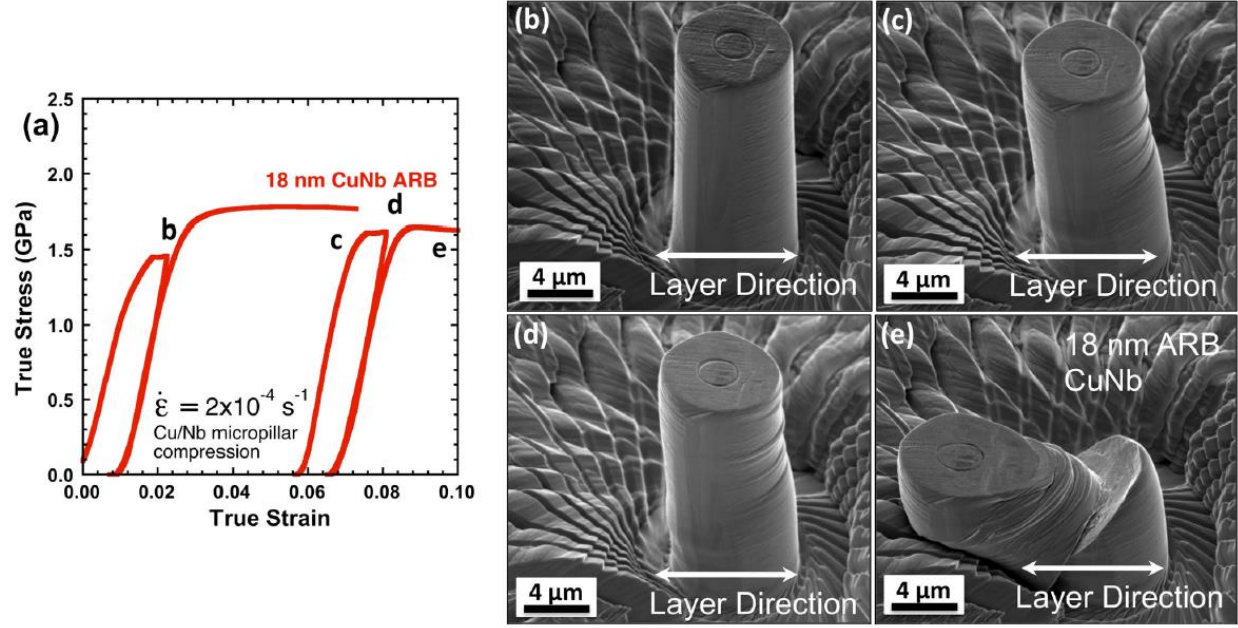 (a)
True Stress (GPa)
2.5
2.0
1.5
1.0
0.5
0.0
18 nm CuNb ARB
b
c
d
e
ε̇ = 2x10⁻⁴ s⁻¹
Cu/Nb micropillar
compression
0.00 0.02 0.04 0.06 0.08 0.10
True Strain
(b)
4 µm
Layer Direction
(c)
4 µm
Layer Direction
(d)
4 µm
Layer Direction
(e)
18 nm ARB
CuNb
4 µm
Layer Direction